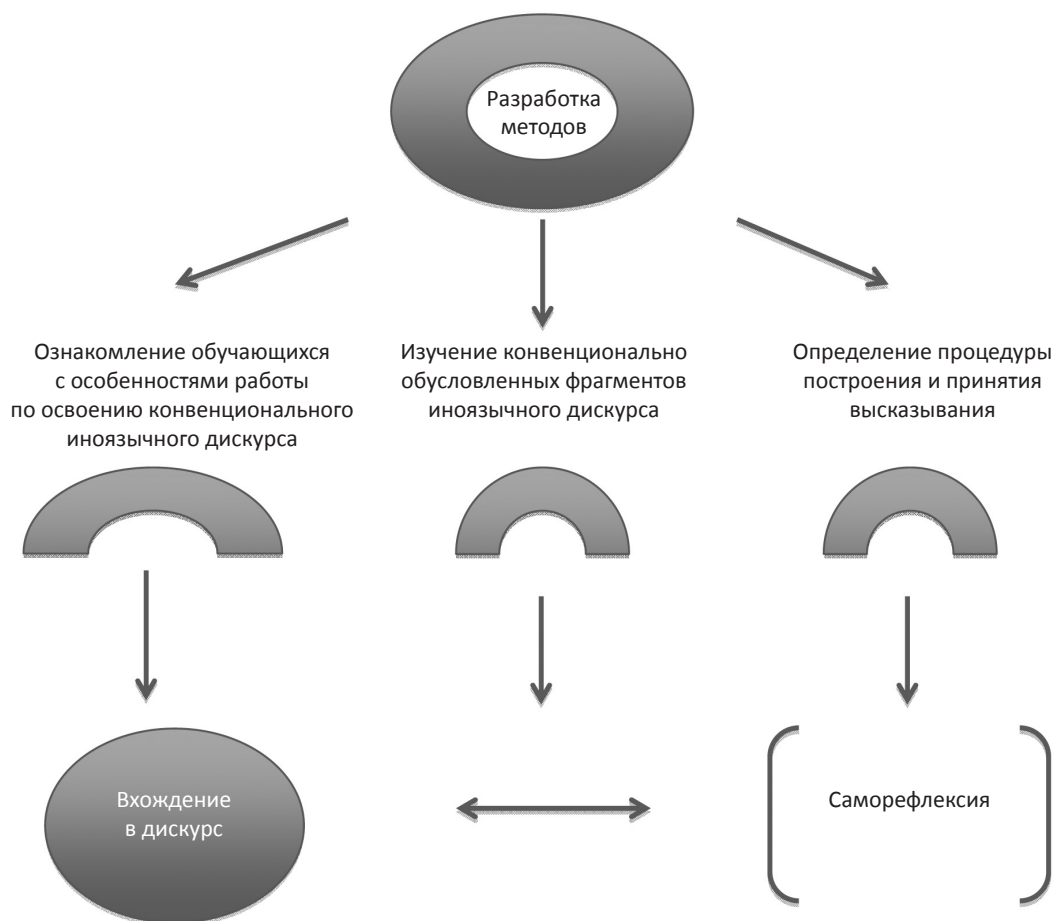 Разработка
методов
Ознакомление обучающихся
с особенностями работы
по освоению конвенционального
иноязычного дискурса
Изучение конвенционально
обусловленных фрагментов
иноязычного дискурса
Определение процедуры
построения и принятия
высказывания
Вхождение
в дискурс
Саморефлексия